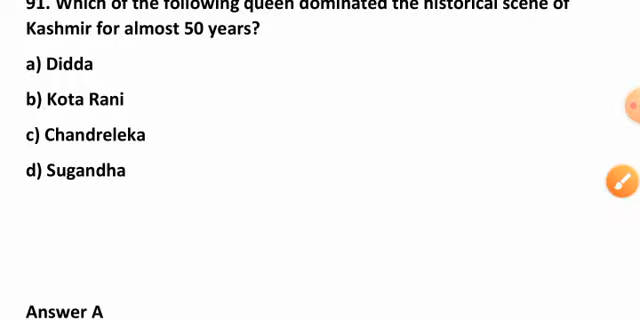 91. Which of the following queen dominated the historical scene of
Kashmir for almost 50 years?
a) Didda
b) Kota Rani
c) Chandreleka
d) Sugandha
Answer A